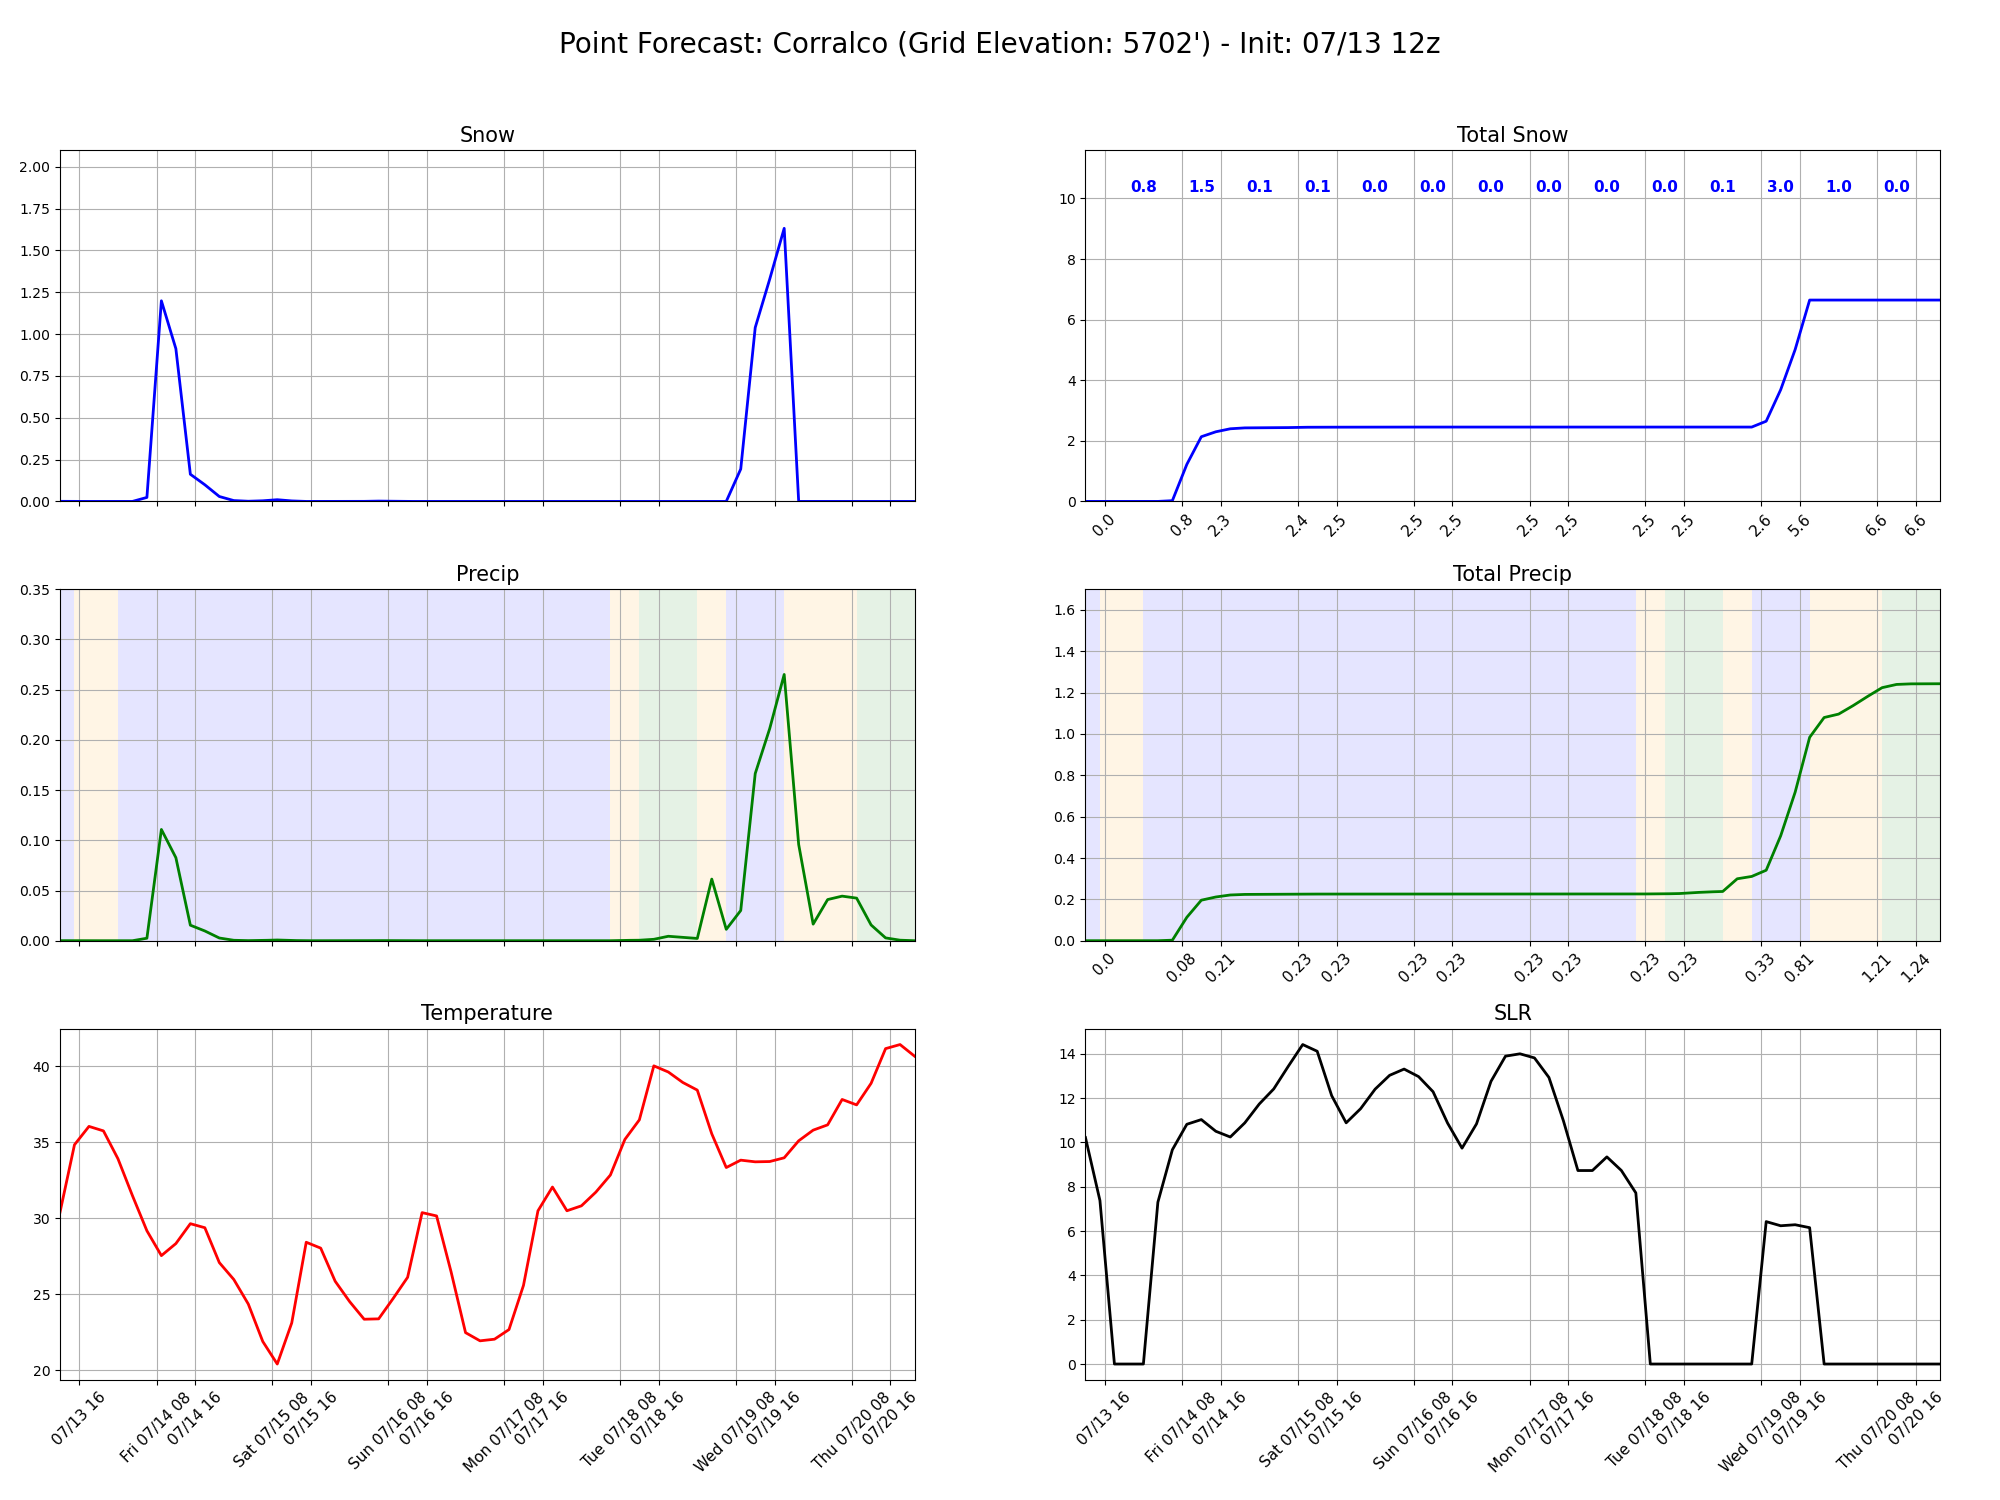 Point Forecast: Corralco (Grid Elevation: 5702') - Init: 07/13 12z
Snow
2.00
1.75
1.50
1.25
1.00
0.75
0.50
0.25
0.00
Total Snow
0.8 1.5 0.1 0.1 0.0 0.0 0.0 0.0 0.0 0.0 0.1 3.0 1.0 0.0
10
8
6
4
2
0
0.0 0.8 2.3 2.4 2.5 2.5 2.5 2.5 2.5 2.5 2.5 2.6 5.6 6.6 6.6
Precip
0.35
0.30
0.25
0.20
0.15
0.10
0.05
0.00
Total Precip
1.6
1.4
1.2
1.0
0.8
0.6
0.4
0.2
0.0
0.0 0.08 0.21 0.23 0.23 0.23 0.23 0.23 0.23 0.23 0.23 0.33 0.81 1.21 1.24
Temperature
40
35
30
25
20
07/13 16
Fri 07/14 08
07/14 16
Sat 07/15 08
07/15 16
Sun 07/16 08
07/16 16
Mon 07/17 08
07/17 16
Tue 07/18 08
07/18 16
Wed 07/19 08
07/19 16
Thu 07/20 08
07/20 16
SLR
14
12
10
8
6
4
2
0
07/13 16
Fri 07/14 08
07/14 16
Sat 07/15 08
07/15 16
Sun 07/16 08
07/16 16
Mon 07/17 08
07/17 16
Tue 07/18 08
07/18 16
Wed 07/19 08
07/19 16
Thu 07/20 08
07/20 16